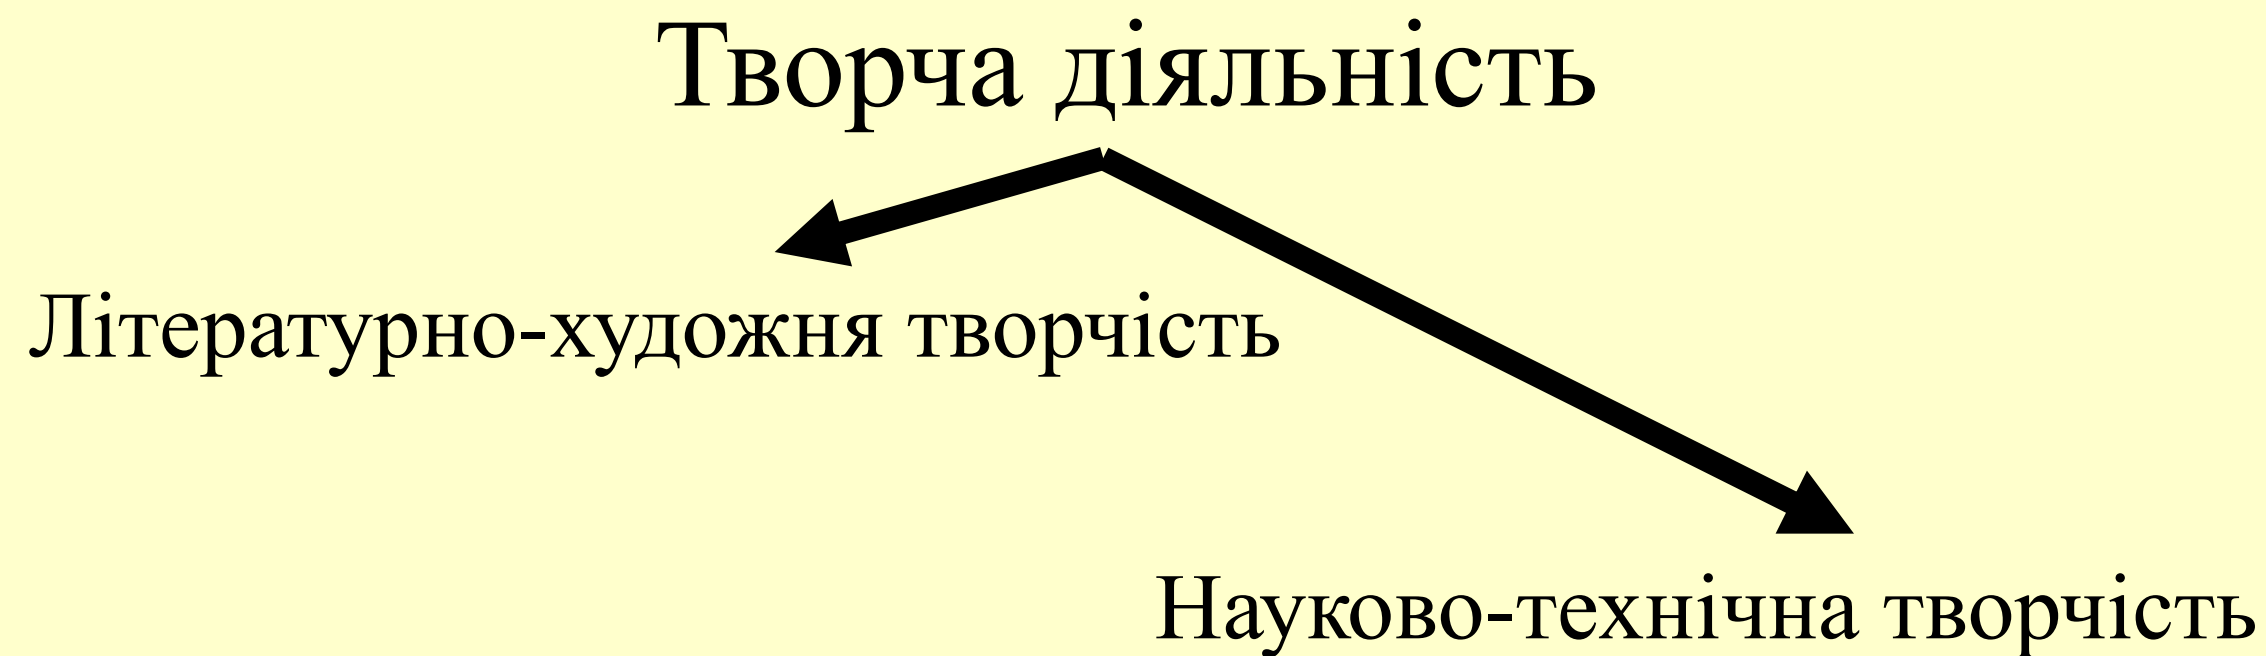 Творча діяльність
Літературно-художня творчість
Науково-технічна творчість